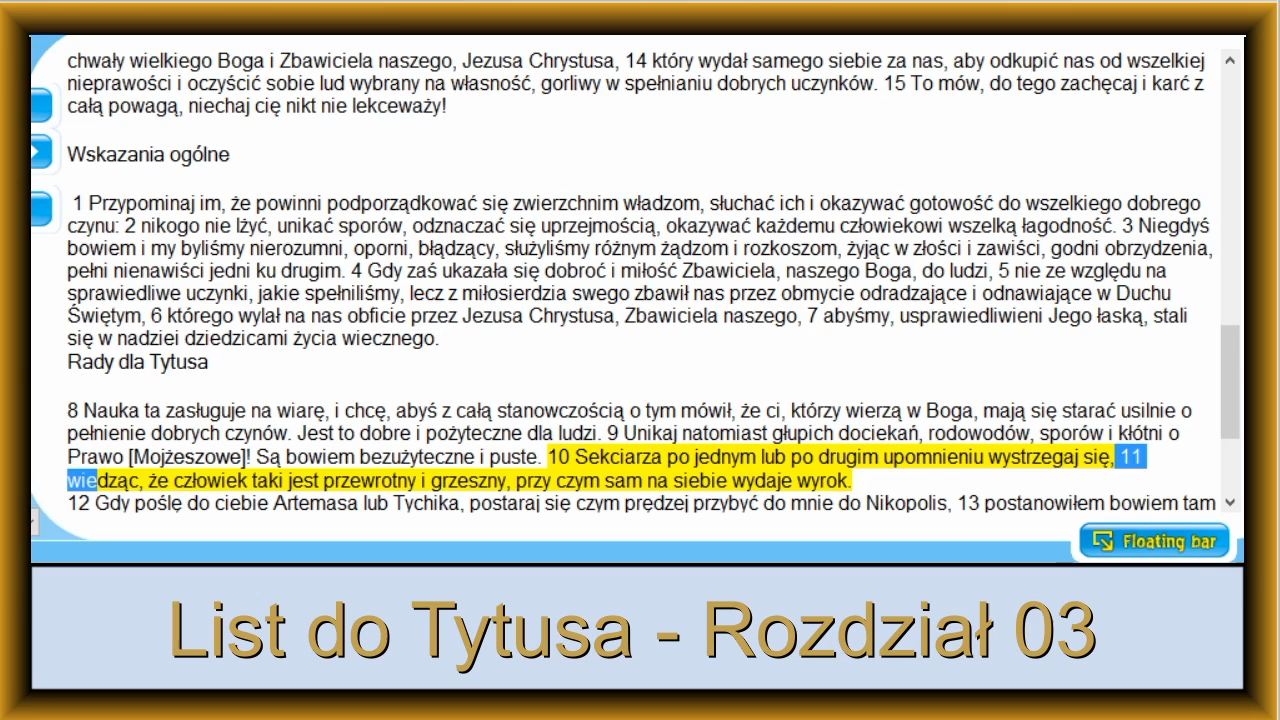 chwały wielkiego Boga i Zbawiciela naszego, Jezusa Chrystusa, 14 który wydał samego siebie za nas, aby odkupić nas od wszelkiej
nieprawości i oczyścić sobie lud wybrany na własność, gorliwy w spełnianiu dobrych uczynków. 15 To mów, do tego zachęcaj i karć z
całą powagą, niechaj cię nikt nie lekceważy!
Wskazania ogólne
1 Przypominaj im, że powinni podporządkować się zwierzchnim władzom, słuchać ich i okazywać gotowość do wszelkiego dobrego
czynu: 2 nikogo nie lżyć, unikać sporów, odznaczać się uprzejmością, okazywać każdemu człowiekowi wszelką łagodność. 3 Niegdyś
bowiem i my byliśmy nierozumni, oporni, błądzący, służyliśmy różnym żądzom i rozkoszom, żyjąc w złości i zawiści, godni obrzydzenia,
pełni nienawiści jedni ku drugim. 4 Gdy zaś ukazała się dobroć i miłość Zbawiciela, naszego Boga, do ludzi, 5 nie ze względu na
sprawiedliwe uczynki, jakie spełniliśmy, lecz z miłosierdzia swego zbawił nas przez obmycie odradzające i odnawiające w Duchu
Świętym, 6 którego wylał na nas obficie przez Jezusa Chrystusa, Zbawiciela naszego, 7 abyśmy, usprawiedliwieni Jego łaską, stali
się w nadziei dziedzicami życia wiecznego.
Rady dla Tytusa
8 Nauka ta zasługuje na wiarę, i chcę, abyś z całą stanowczością o tym mówił, że ci, którzy wierzą w Boga, mają się starać usilnie o
pełnienie dobrych czynów. Jest to dobre i pożyteczne dla ludzi. 9 Unikaj natomiast głupich dociekań, rodowodów, sporów i kłótni o
Prawo [Mojżeszowe]! Są bowiem bezużyteczne i puste. 10 Sekciarza po jednym lub po drugim upomnieniu wystrzegaj się, 11
wiedząc, że człowiek taki jest przewrotny i grzeszny, przy czym sam na siebie wydaje wyrok.
12 Gdy poślę do ciebie Artemasa lub Tychika, postaraj się czym prędzej przybyć do mnie do Nikopolis, 13 postanowiłem bowiem tam
Floating bar
List do Tytusa - Rozdział 03